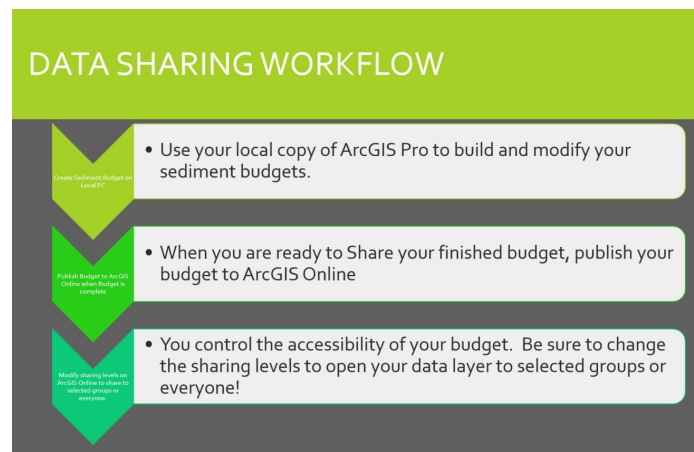 DATA SHARING WORKFLOW
Create Sediment Budget on
Local PC
• Use your local copy of ArcGIS Pro to build and modify your
sediment budgets.
Publish Budget to ArcGIS
Online when Budget is
complete
• When you are ready to Share your finished budget, publish your
budget to ArcGIS Online
Modify sharing levels on
ArcGIS Online to share to
selected groups or
everyone.
• You control the accessibility of your budget.  Be sure to change
the sharing levels to open your data layer to selected groups or
everyone!